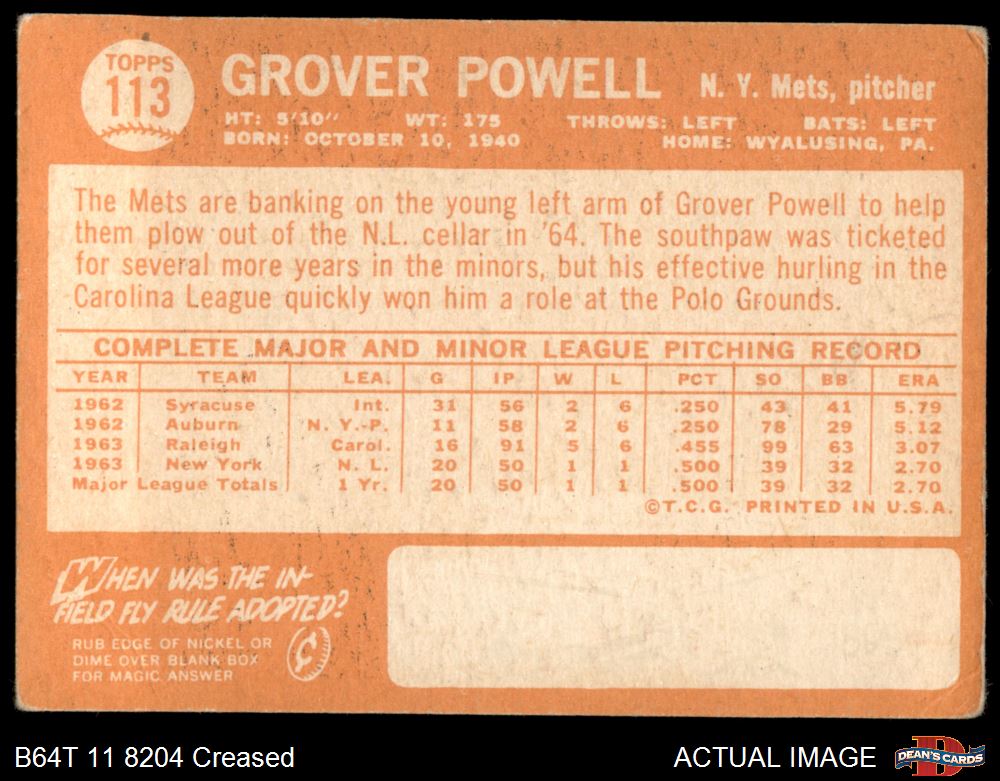 TOPPS
113
GROVER POWELL N. Y. Mets, pitcher
HT: 5'10" WT: 175 THROWS: LEFT BATS: LEFT
BORN: OCTOBER 10, 1940 HOME: WYALUSING, PA.
The Mets are banking on the young left arm of Grover Powell to help
them plow out of the N.L. cellar in '64. The southpaw was ticketed
for several more years in the minors, but his effective hurling in the
Carolina League quickly won him a role at the Polo Grounds.
COMPLETE MAJOR AND MINOR LEAGUE PITCHING RECORD
YEAR TEAM LEA. G IP W L PCT SO BB ERA
1962 Syracuse Int. 31 56 2 6 .250 43 41 5.79
1962 Auburn N. Y.-P. 11 58 2 6 .250 78 29 5.12
1963 Raleigh Carol. 16 91 5 6 .455 99 63 3.07
1963 New York N. L. 20 50 1 1 .500 39 32 2.70
Major League Totals 1 Yr. 20 50 1 1 .500 39 32 2.70
©T.C.G. PRINTED IN U.S.A.
WHEN WAS THE IN-
FIELD FLY RULE ADOPTED?
RUB EDGE OF NICKEL OR
DIME OVER BLANK BOX
FOR MAGIC ANSWER
B64T 11 8204 Creased ACTUAL IMAGE
D
DEAN'S CARDS